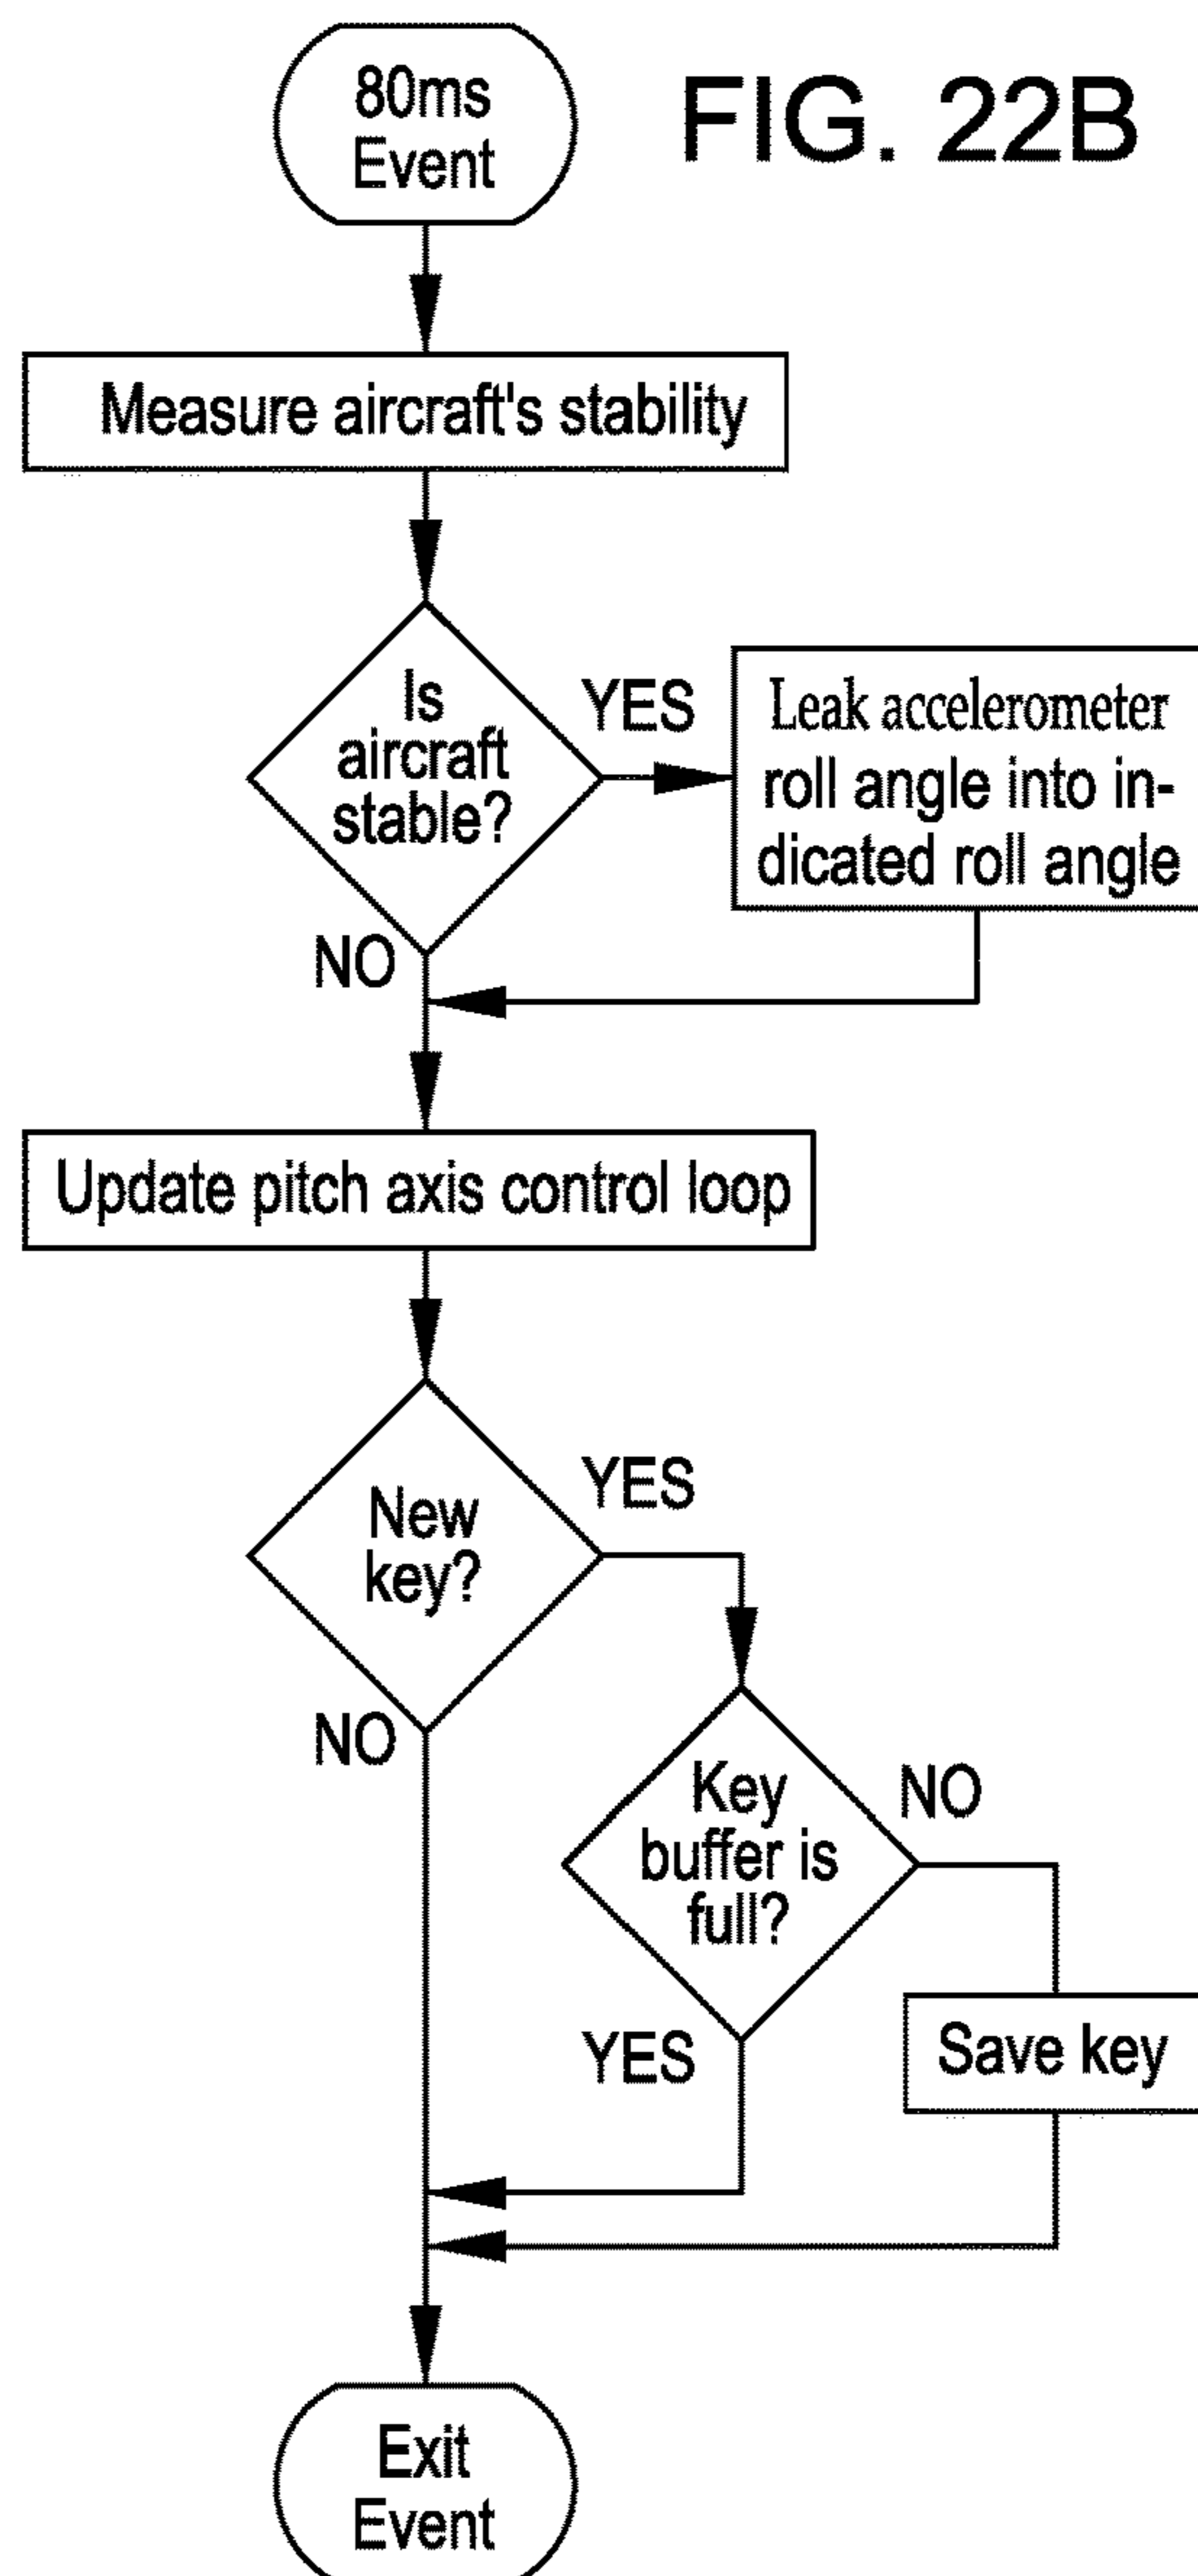 80ms
Event
FIG. 22B
Measure aircraft's stability
Is
aircraft
stable?
YES
Leak accelerometer
roll angle into in-
dicated roll angle
NO
Update pitch axis control loop
New
key?
YES
NO
Key
buffer is
full?
NO
YES
Save key
Exit
Event